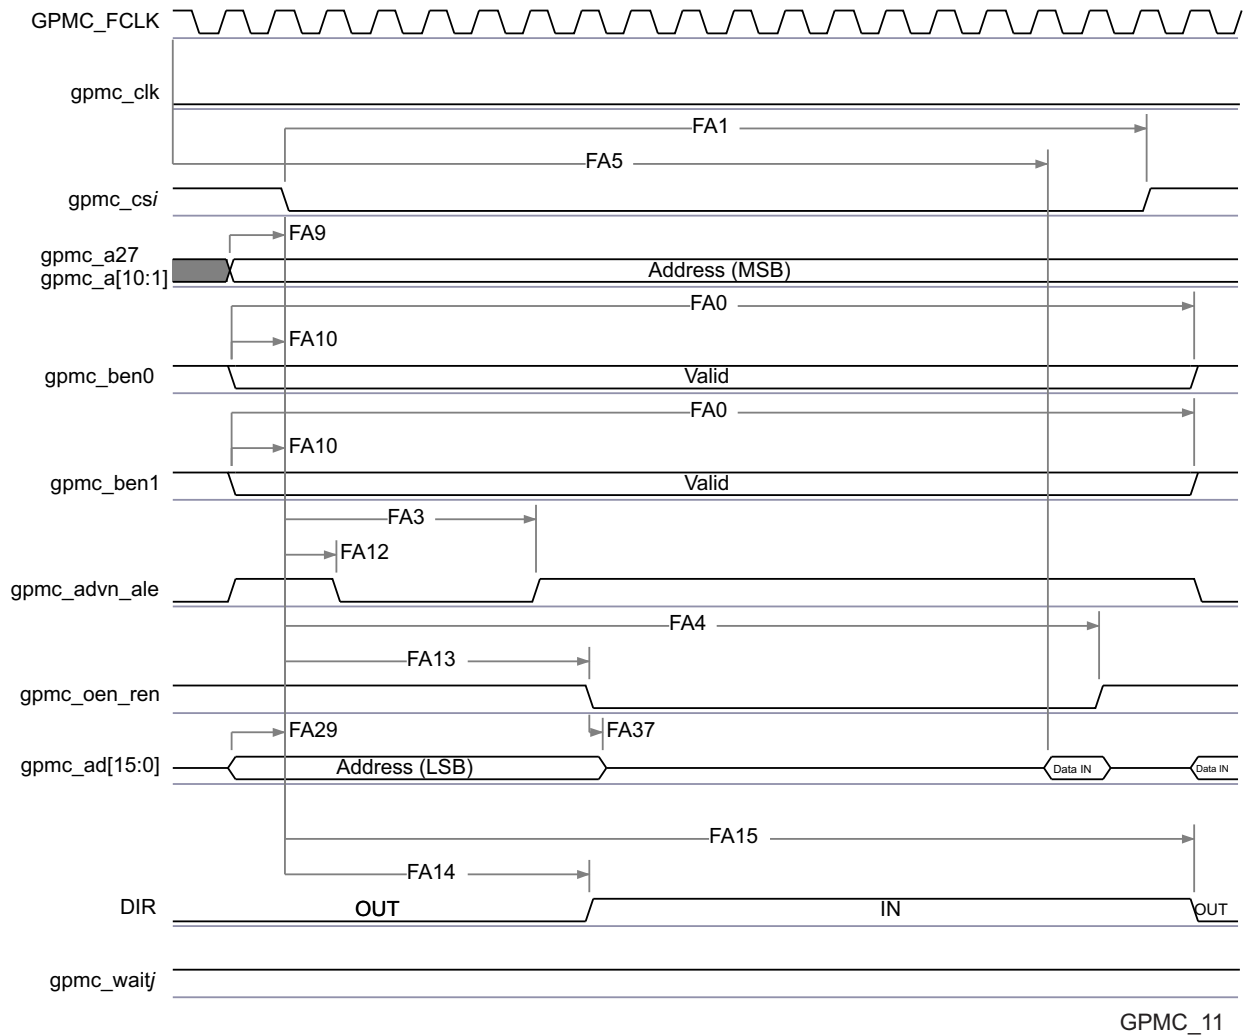 GPMC_FCLK
gpmc_clk
FA1
FA5
gpmc_csi
FA9
gpmc_a27
gpmc_a[10:1]
Address (MSB)
FA0
FA10
gpmc_ben0
Valid
FA0
FA10
gpmc_ben1
Valid
FA3
FA12
gpmc_advn_ale
FA4
FA13
gpmc_oen_ren
FA29
FA37
gpmc_ad[15:0]
Address (LSB)
Data IN
Data IN
FA15
FA14
DIR
OUT
IN
OUT
gpmc_waitj
GPMC_11